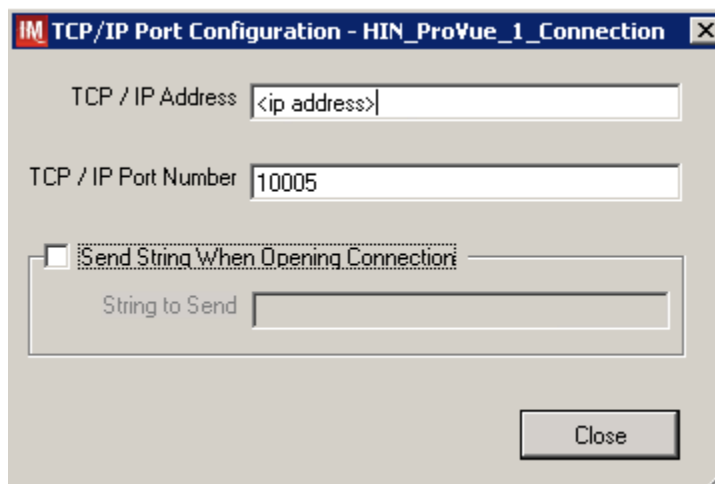 IM TCP/IP Port Configuration - HIN_ProVue_1_Connection
TCP / IP Address <ip address>
TCP / IP Port Number 10005
Send String When Opening Connection
String to Send
Close